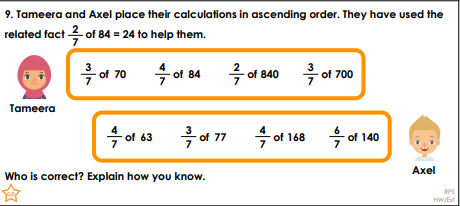 9. Tameera and Axel place their calculations in ascending order. They have used the
related fact 2/7 of 84 = 24 to help them.
3/7 of 70 4/7 of 84 2/7 of 840 3/7 of 700
Tameera
4/7 of 63 3/7 of 77 4/7 of 168 6/7 of 140
Axel
Who is correct? Explain how you know.
RPS
HW/Ext